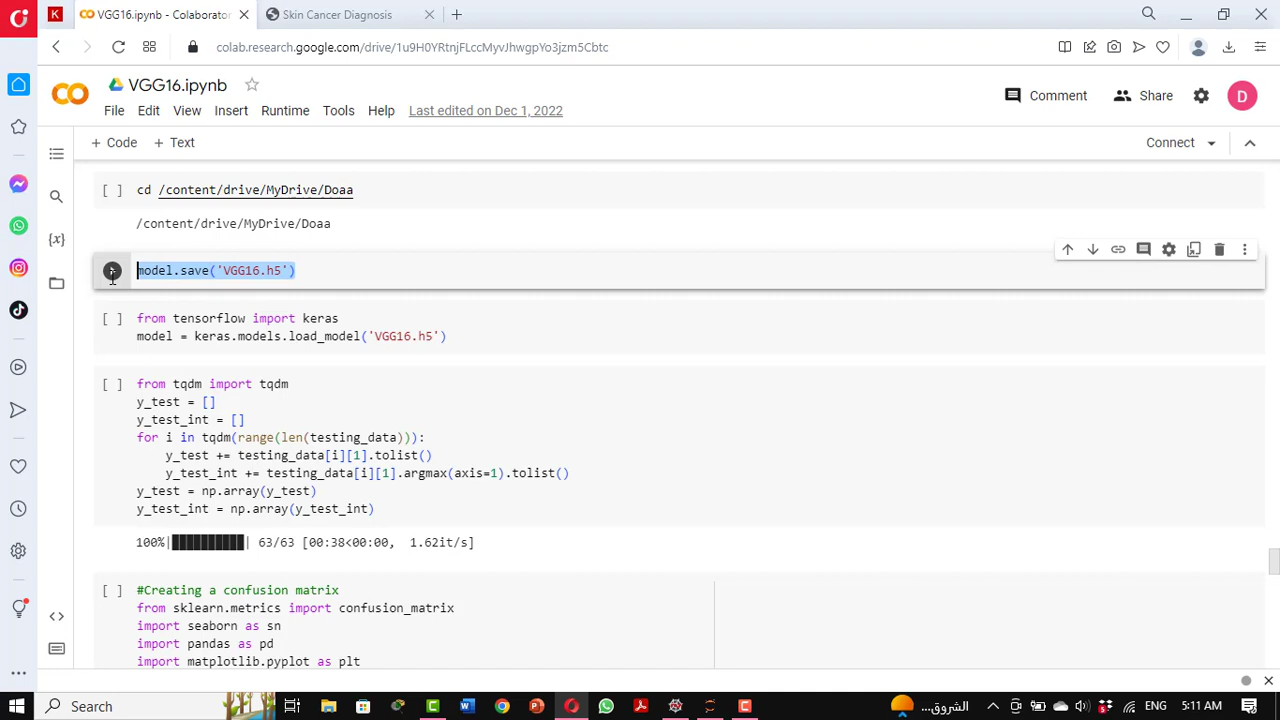 VGG16.ipynb - Colaborator
Skin Cancer Diagnosis
colab.research.google.com/drive/1u9H0YRtnjFLccMyvJhwgpYo3jzm5Cbtc
VGG16.ipynb
File Edit View Insert Runtime Tools Help Last edited on Dec 1, 2022
Comment Share D
+ Code + Text Connect
[ ] cd /content/drive/MyDrive/Doaa
/content/drive/MyDrive/Doaa
model.save('VGG16.h5')
[ ] from tensorflow import keras
model = keras.models.load_model('VGG16.h5')
[ ] from tqdm import tqdm
y_test = []
y_test_int = []
for i in tqdm(range(len(testing_data))):
y_test += testing_data[i][1].tolist()
y_test_int += testing_data[i][1].argmax(axis=1).tolist()
y_test = np.array(y_test)
y_test_int = np.array(y_test_int)
100%|██████████| 63/63 [00:38<00:00, 1.62it/s]
[ ] #Creating a confusion matrix
from sklearn.metrics import confusion_matrix
import seaborn as sn
import pandas as pd
import matplotlib.pyplot as plt
Search
الشروق... ENG 5:11 AM